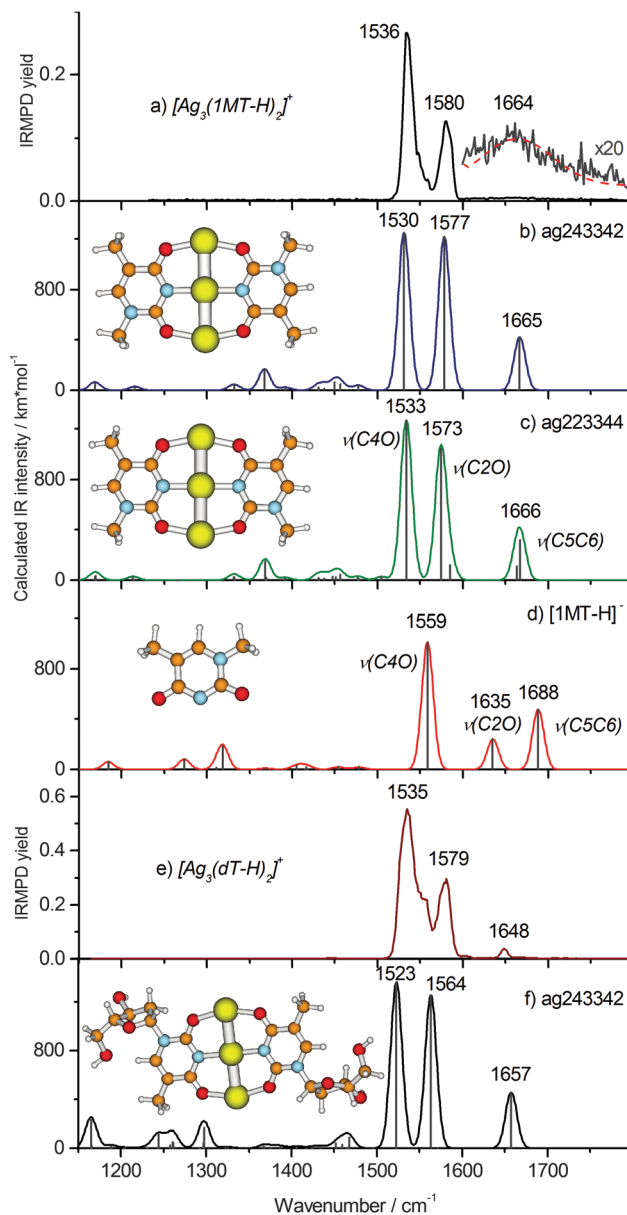 1536
1580
1664
x20
a) [Ag3(1MT-H)2]+
0.2
0.0
IRMPD yield
1530
1577
1665
b) ag243342
800
0
1533
1573
1666
c) ag223344
ν(C4O)
ν(C2O)
ν(C5C6)
800
0
Calculated IR intensity / km*mol-1
d) [1MT-H]-
1559
1635
1688
ν(C4O)
ν(C2O)
ν(C5C6)
800
0
1535
1579
1648
e) [Ag3(dT-H)2]+
0.6
0.4
0.2
0.0
IRMPD yield
1523
1564
1657
f) ag243342
800
0
1200 1300 1400 1500 1600 1700
Wavenumber / cm-1